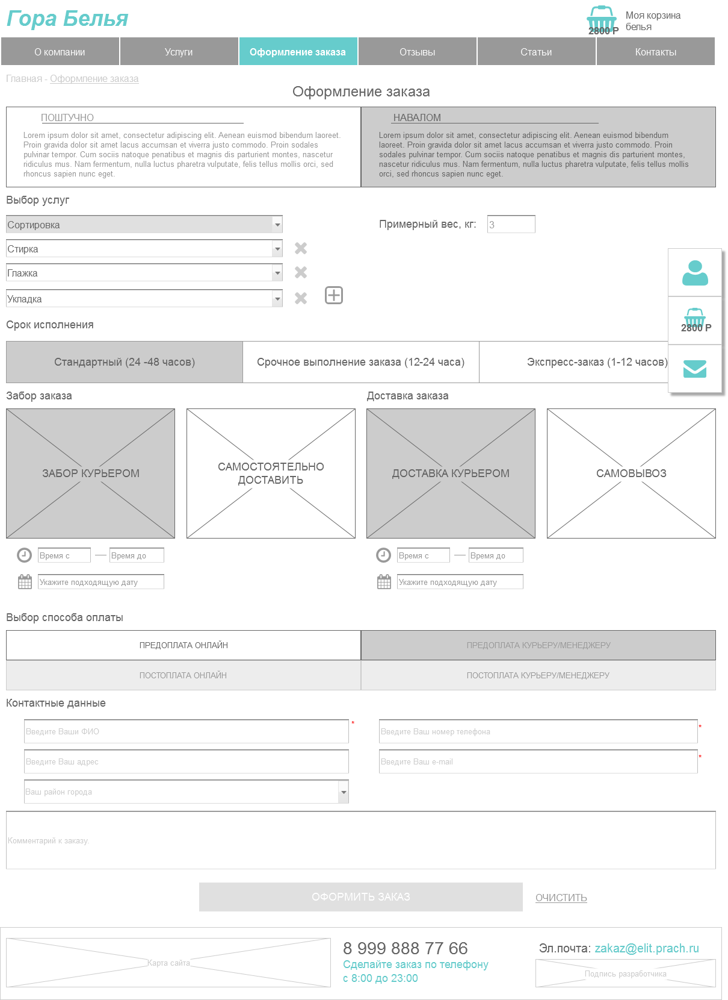 Гора Белья
Моя корзина
белья
2800 Р
О компании
Услуги
Оформление заказа
Отзывы
Статьи
Контакты
Главная - Оформление заказа
Оформление заказа
ПОШТУЧНО
Lorem ipsum dolor sit amet, consectetur adipiscing elit. Aenean euismod bibendum laoreet.
Proin gravida dolor sit amet lacus accumsan et viverra justo commodo. Proin sodales
pulvinar tempor. Cum sociis natoque penatibus et magnis dis parturient montes, nascetur
ridiculus mus. Nam fermentum, nulla luctus pharetra vulputate, felis tellus mollis orci, sed
rhoncus sapien nunc eget.
НАВАЛОМ
Lorem ipsum dolor sit amet, consectetur adipiscing elit. Aenean euismod bibendum
laoreet. Proin gravida dolor sit amet lacus accumsan et viverra justo commodo. Proin
sodales pulvinar tempor. Cum sociis natoque penatibus et magnis dis parturient montes,
nascetur ridiculus mus. Nam fermentum, nulla luctus pharetra vulputate, felis tellus mollis
orci, sed rhoncus sapien nunc eget.
Выбор услуг
Сортировка
Примерный вес, кг:
3
Стирка
Глажка
Укладка
2800 Р
Срок исполнения
Стандартный (24 -48 часов)
Срочное выполнение заказа (12-24 часа)
Экспресс-заказ (1-12 часов)
Забор заказа
Доставка заказа
ЗАБОР КУРЬЕРОМ
САМОСТОЯТЕЛЬНО
ДОСТАВИТЬ
ДОСТАВКА КУРЬЕРОМ
САМОВЫВОЗ
Время с
Время до
Время с
Время до
Укажите подходящую дату
Укажите подходящую дату
Выбор способа оплаты
ПРЕДОПЛАТА ОНЛАЙН
ПРЕДОПЛАТА КУРЬЕРУ/МЕНЕДЖЕРУ
ПОСТОПЛАТА ОНЛАЙН
ПОСТОПЛАТА КУРЬЕРУ/МЕНЕДЖЕРУ
Контактные данные
Введите Ваши ФИО *
Введите Ваш номер телефона *
Введите Ваш адрес
Введите Ваш e-mail *
Ваш район города
Комментарий к заказу.
ОФОРМИТЬ ЗАКАЗ
ОЧИСТИТЬ
Карта сайта
8 999 888 77 66
Сделайте заказ по телефону
с 8:00 до 23:00
Эл.почта: zakaz@elit.prach.ru
Подпись разработчика